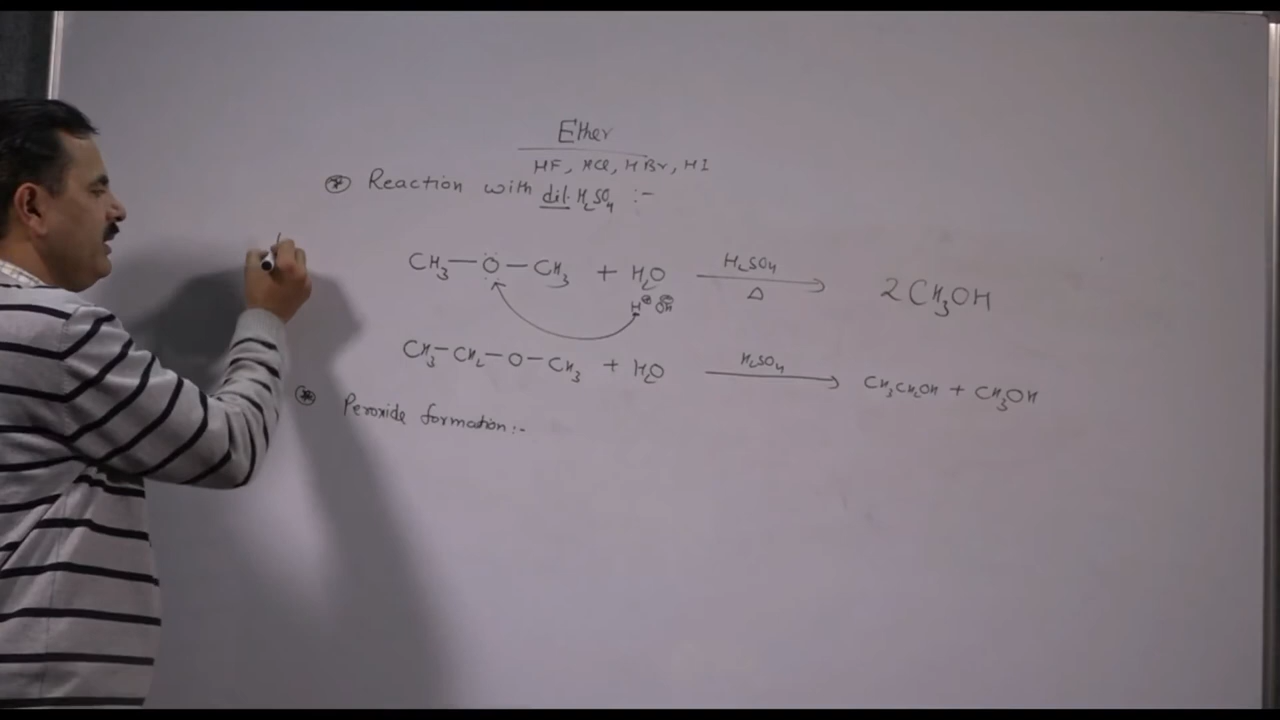 Ether
HF, HCl, HBr, HI
* Reaction with dil. H₂SO₄ :-
CH₃—Ö—CH₃ + H₂O H₂SO₄ Δ → 2CH₃OH
H⊕ OH⊖
CH₃—CH₂—O—CH₃ + H₂O H₂SO₄ → CH₃CH₂OH + CH₃OH
* Peroxide formation:-